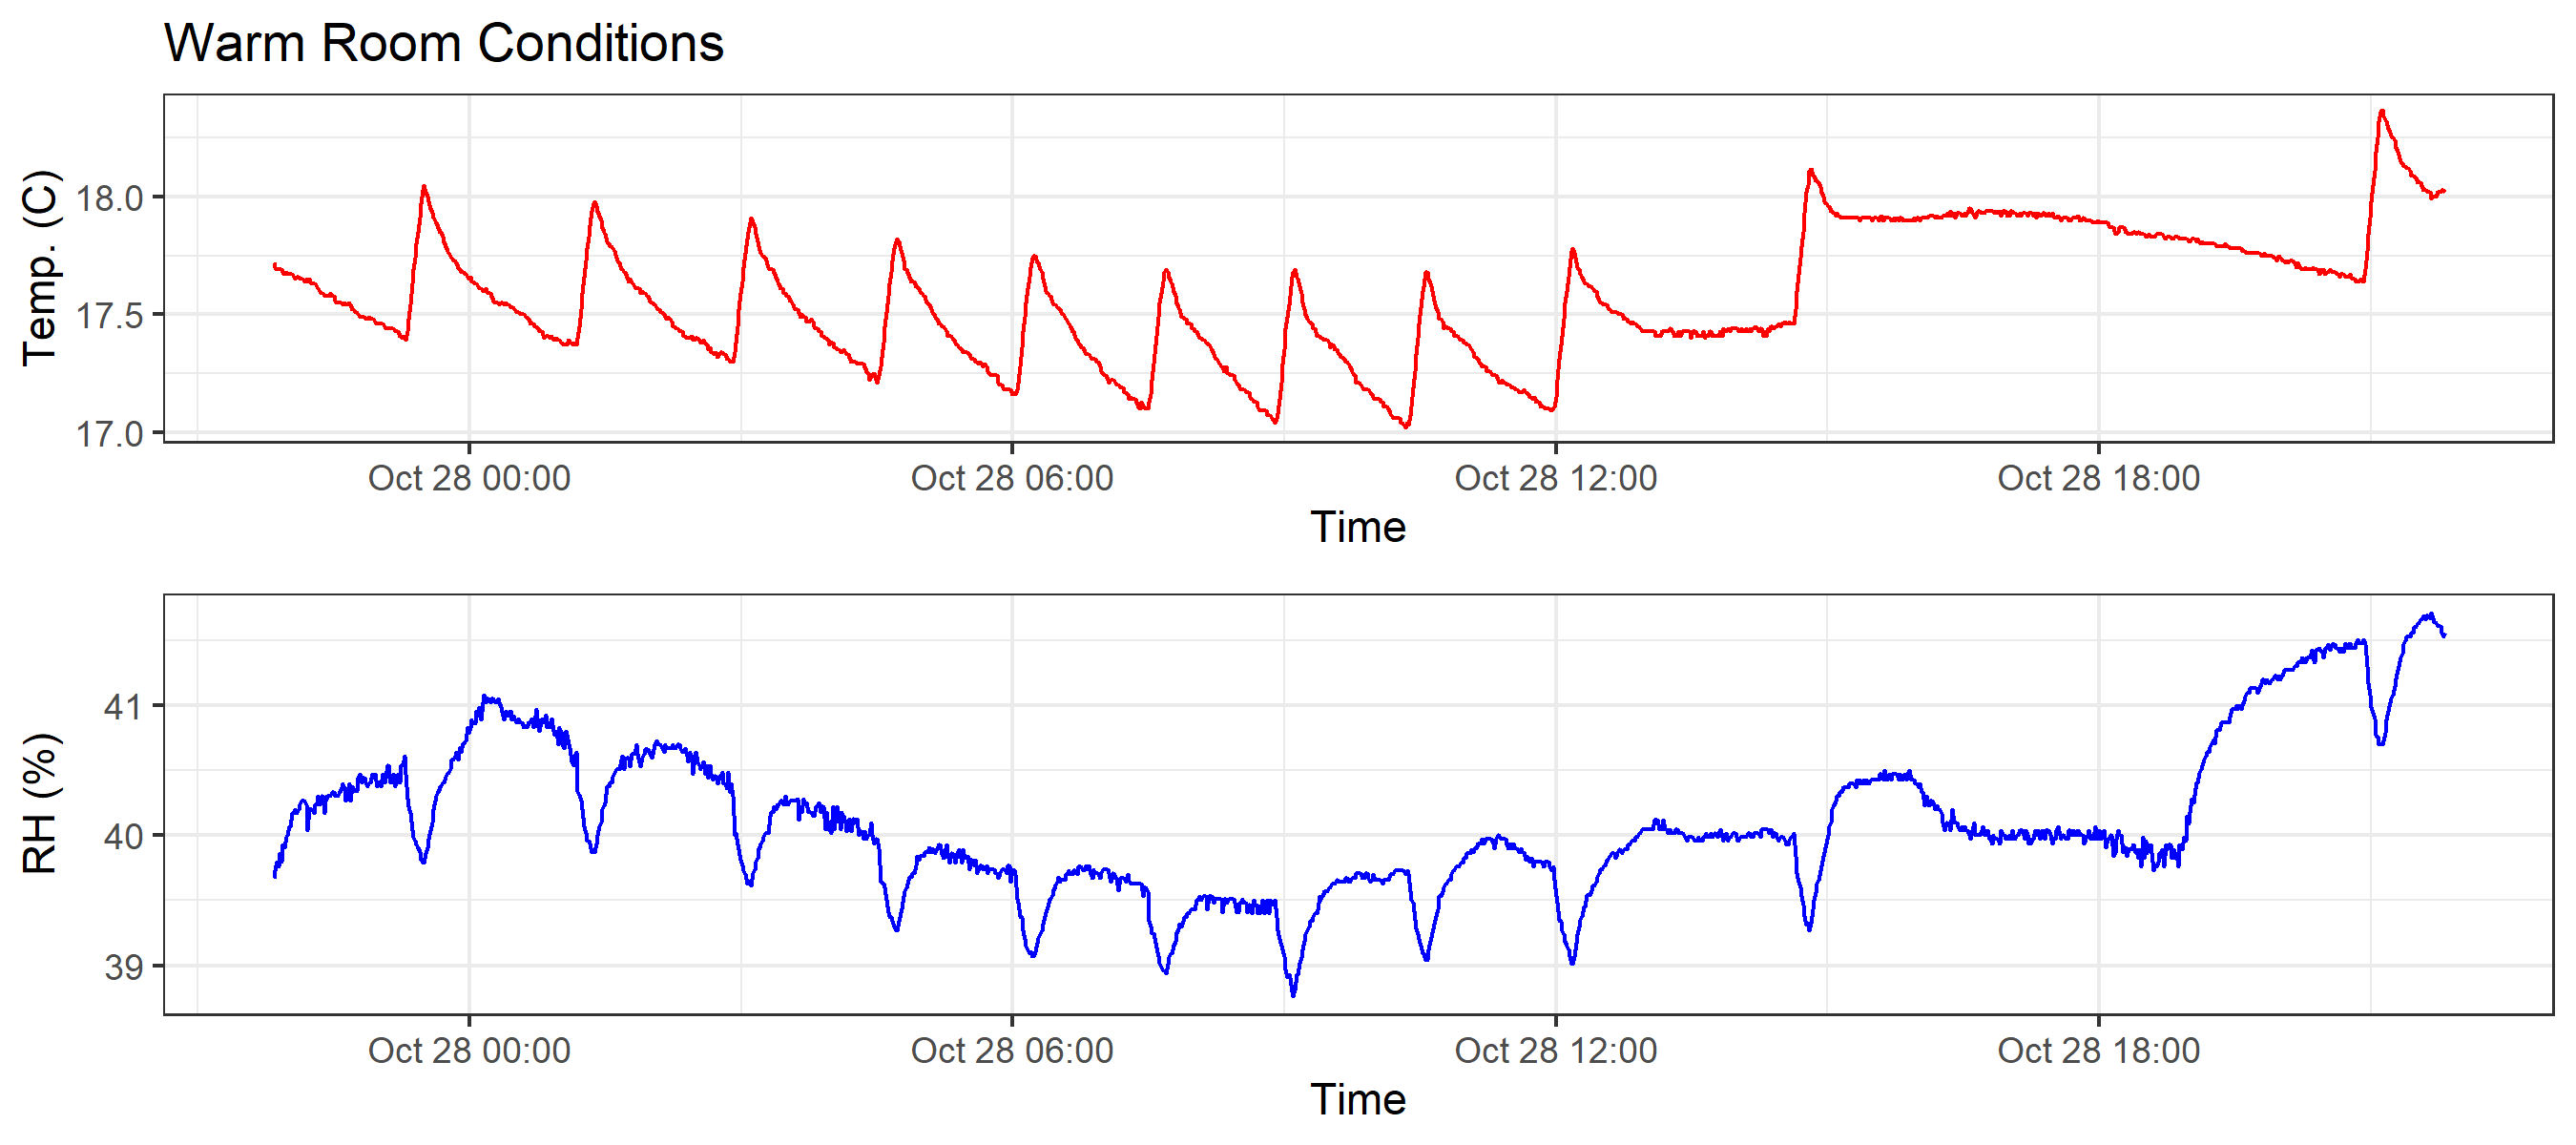 Warm Room Conditions
Temp. (C)
18.0
17.5
17.0
Oct 28 00:00 Oct 28 06:00 Oct 28 12:00 Oct 28 18:00
Time
RH (%)
41
40
39
Oct 28 00:00 Oct 28 06:00 Oct 28 12:00 Oct 28 18:00
Time